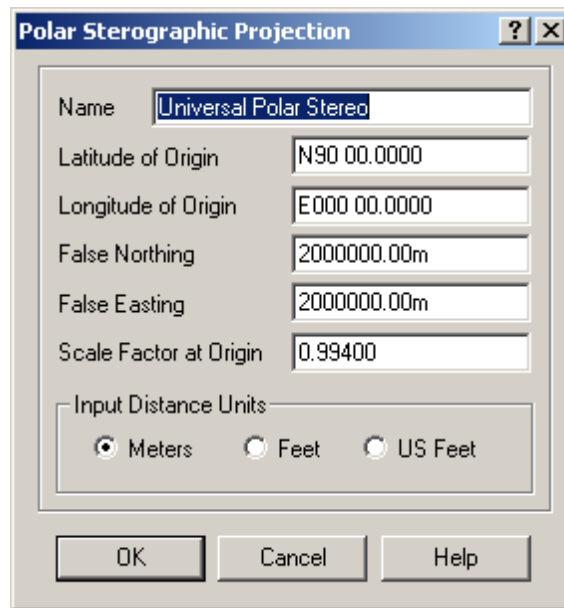 Polar Sterographic Projection
Name Universal Polar Stereo
Latitude of Origin N90 00.0000
Longitude of Origin E000 00.0000
False Northing 2000000.00m
False Easting 2000000.00m
Scale Factor at Origin 0.99400
Input Distance Units
Meters Feet US Feet
OK Cancel Help